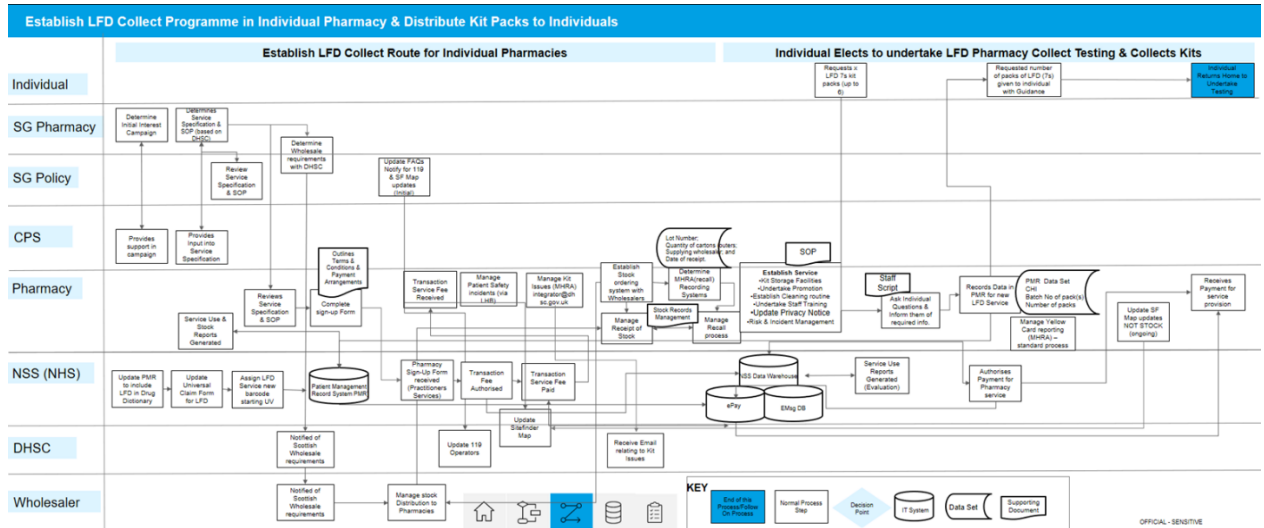 Establish LFD Collect Programme in Individual Pharmacy & Distribute Kit Packs to Individuals
Establish LFD Collect Route for Individual Pharmacies
Individual Elects to undertake LFD Pharmacy Collect Testing & Collects Kits
Individual
Requests x
LFD 7s kit
packs (up to
6)
Requested number
of packs of LFD (7s)
given to individual
with Guidance
Individual
Returns Home to
Undertake
Testing
SG Pharmacy
Determine
Initial Interest
Campaign
Determines
Service
Specification &
SOP (based on
DHSC)
Determine
Wholesale
requirements
with DHSC
SG Policy
Review
Service
Specification
& SOP
Update FAQs
Notify for 119
& SF Map
updates
(Initial)
CPS
Provides
support in
campaign
Provides
Input into
Service
Specification
Lot Number;
Quantity of cartons
Supplying wholesaler; and
Date of receipt.
SOP
Pharmacy
Outlines
Terms &
Conditions &
Payment
Arrangements
Reviews
Service
Specification
& SOP
Complete
sign-up Form
Service Use &
Stock
Reports
Generated
Transaction
Service Fee
Received
Manage
Patient Safety
incidents (via
LHR)
Manage Kit
Issues (MHRA)
integrator@dh
sc.gov.uk
Establish
Stock
ordering
system with
Wholesalers
Determine
MHRA(recall)
Recording
Systems
Manage
Receipt of
Stock
Stock Records
Management
Manage
Recall
process
Establish Service
•Kit Storage Facilities
•Undertake Promotion
•Establish Cleaning routine
•Undertake Staff Training
•Update Privacy Notice
•Risk & Incident Management
Staff
Script
Ask Individual
Questions &
Inform them of
required info.
Records Data in
PMR for new
LFD Service
PMR Data Set
CHI
Batch No of pack(s)
Number of packs
Manage Yellow
Card reporting
(MHRA) –
standard process
Update SF
Map updates
NOT STOCK
(ongoing)
Receives
Payment for
service
provision
NSS (NHS)
Update PMR
to include
LFD in Drug
Dictionary
Update
Universal
Claim Form
for LFD
Assign LFD
Service new
barcode
starting UV
Patient Management
Record System PMR
Pharmacy
Sign-Up Form
received
(Practitioners
Services)
Transaction
Fee
Authorised
Transaction
Service Fee
Paid
Update
Sitefinder
Map
NSS Data Warehouse
ePay
EMsg DB
Service Use
Reports
Generated
(Evaluation)
Authorises
Payment for
Pharmacy
service
DHSC
Notified of
Scottish
Wholesale
requirements
Update 119
Operators
Receive Email
relating to Kit
Issues
Wholesaler
Notified of
Scottish
Wholesale
requirements
Manage stock
Distribution to
Pharmacies
KEY
End of this
Process/Follow
On Process
Normal Process
Step
Decision
Point
IT System
Data Set
Supporting
Document
OFFICIAL - SENSITIVE